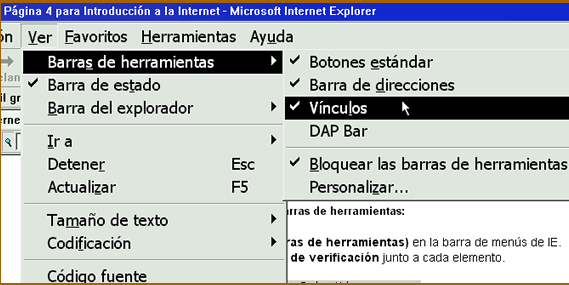 Página 4 para Introducción a la Internet - Microsoft Internet Explorer
Ver Favoritos Herramientas Ayuda
Barras de herramientas
Barra de estado
Barra del explorador
Ir a
Detener Esc
Actualizar F5
Tamaño de texto
Codificación
Código fuente
Botones estándar
Barra de direcciones
Vínculos
DAP Bar
Bloquear las barras de herramientas
Personalizar...
rras de herramientas:
ras de herramientas) en la barra de menús de IE.
de verificación junto a cada elemento.